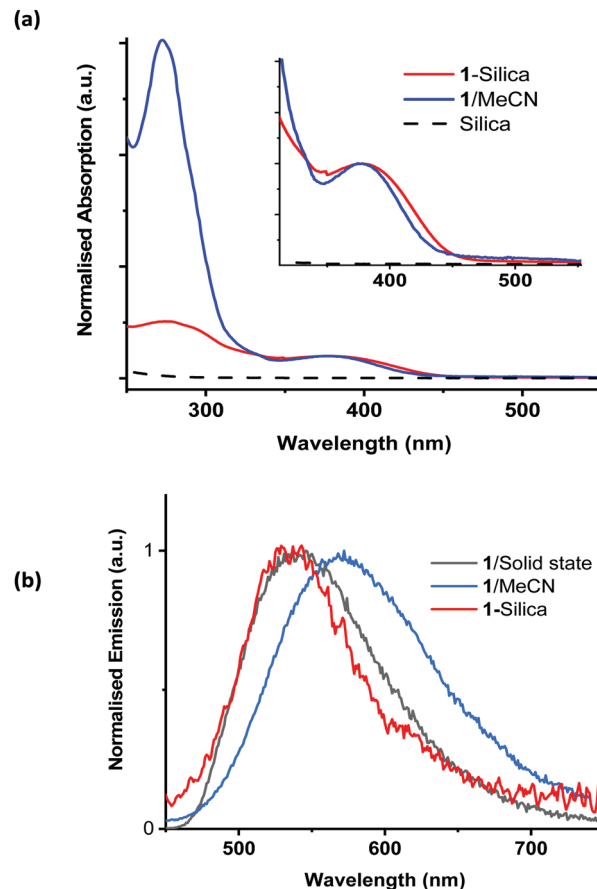 (a)
Normalised Absorption (a.u.)
1-Silica
1/MeCN
Silica
400
500
300
400
500
Wavelength (nm)
(b)
Normalised Emission (a.u.)
1
0
1/Solid state
1/MeCN
1-Silica
500
600
700
Wavelength (nm)